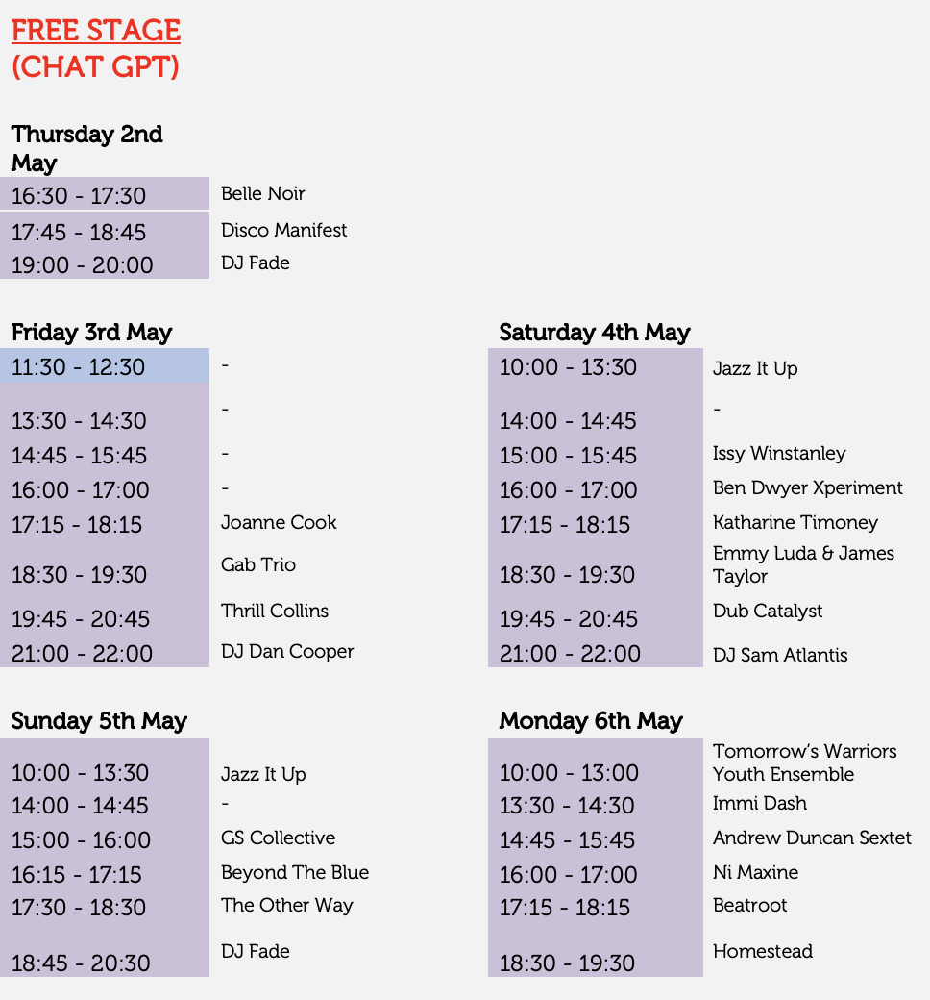 FREE STAGE
(CHAT GPT)
Thursday 2nd
May
16:30 - 17:30 Belle Noir
17:45 - 18:45 Disco Manifest
19:00 - 20:00 DJ Fade
Friday 3rd May
11:30 - 12:30 -
13:30 - 14:30 -
14:45 - 15:45 -
16:00 - 17:00 -
17:15 - 18:15 Joanne Cook
18:30 - 19:30 Gab Trio
19:45 - 20:45 Thrill Collins
21:00 - 22:00 DJ Dan Cooper
Saturday 4th May
10:00 - 13:30 Jazz It Up
14:00 - 14:45 -
15:00 - 15:45 Issy Winstanley
16:00 - 17:00 Ben Dwyer Xperiment
17:15 - 18:15 Katharine Timoney
18:30 - 19:30 Emmy Luda & James
Taylor
19:45 - 20:45 Dub Catalyst
21:00 - 22:00 DJ Sam Atlantis
Sunday 5th May
10:00 - 13:30 Jazz It Up
14:00 - 14:45 -
15:00 - 16:00 GS Collective
16:15 - 17:15 Beyond The Blue
17:30 - 18:30 The Other Way
18:45 - 20:30 DJ Fade
Monday 6th May
10:00 - 13:00 Tomorrow's Warriors
Youth Ensemble
13:30 - 14:30 Immi Dash
14:45 - 15:45 Andrew Duncan Sextet
16:00 - 17:00 Ni Maxine
17:15 - 18:15 Beatroot
18:30 - 19:30 Homestead